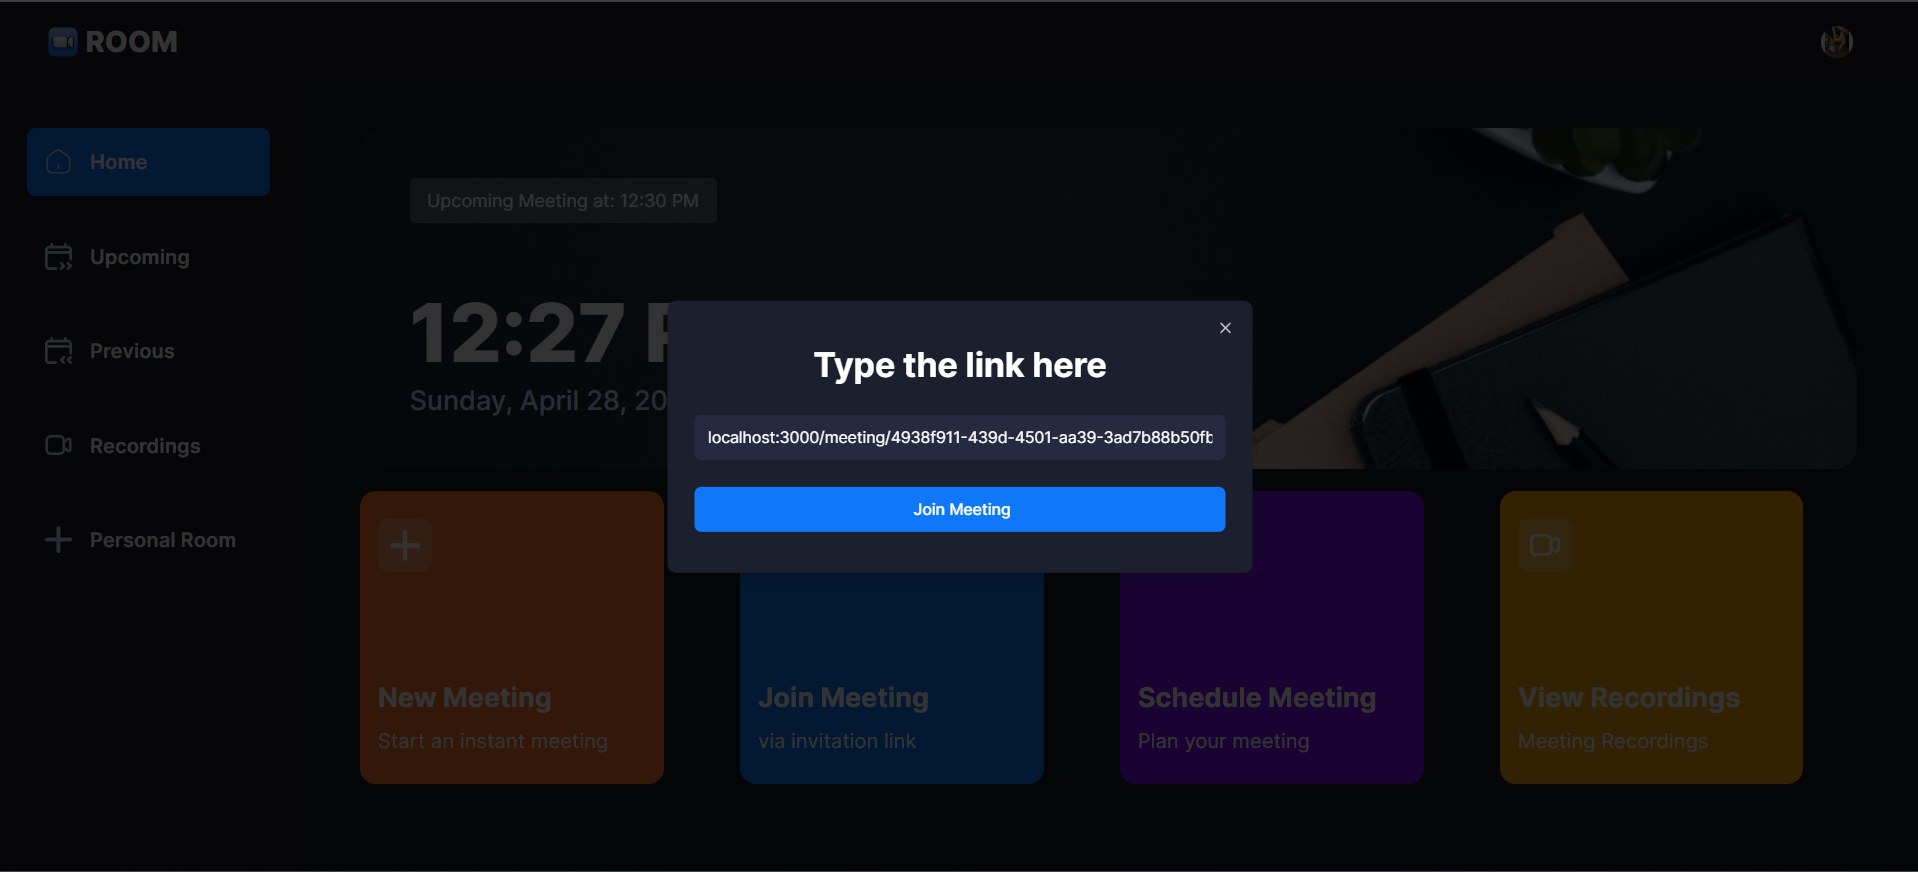 ROOM
Home
Upcoming
Previous
Recordings
Personal Room
Upcoming Meeting at: 12:30 PM
12:27
Sunday, April 28, 20
Type the link here
localhost:3000/meeting/4938f911-439d-4501-aa39-3ad7b88b50fb
Join Meeting
New Meeting
Start an instant meeting
Join Meeting
via invitation link
Schedule Meeting
Plan your meeting
View Recordings
Meeting Recordings